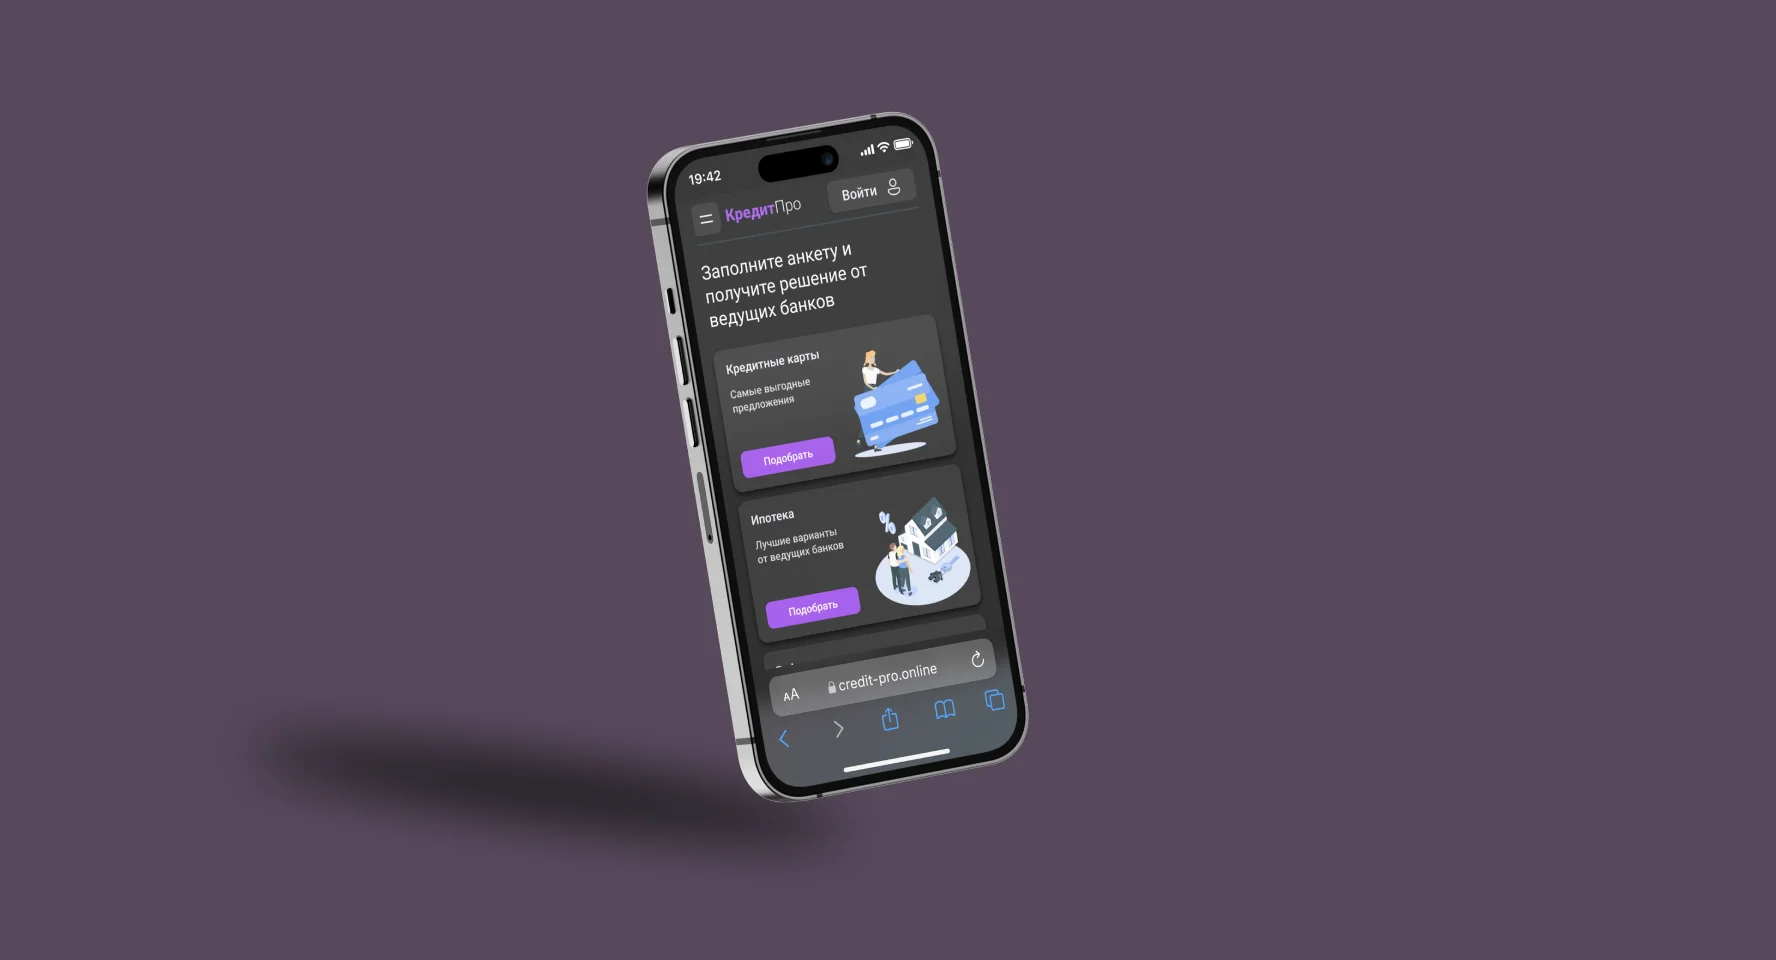 19:42
КредитПро
Войти
Заполните анкету и
получите решение от
ведущих банков
Кредитные карты
Самые выгодные
предложения
Подобрать
Ипотека
Лучшие варианты
от ведущих банков
%
Подобрать
AA
credit-pro.online